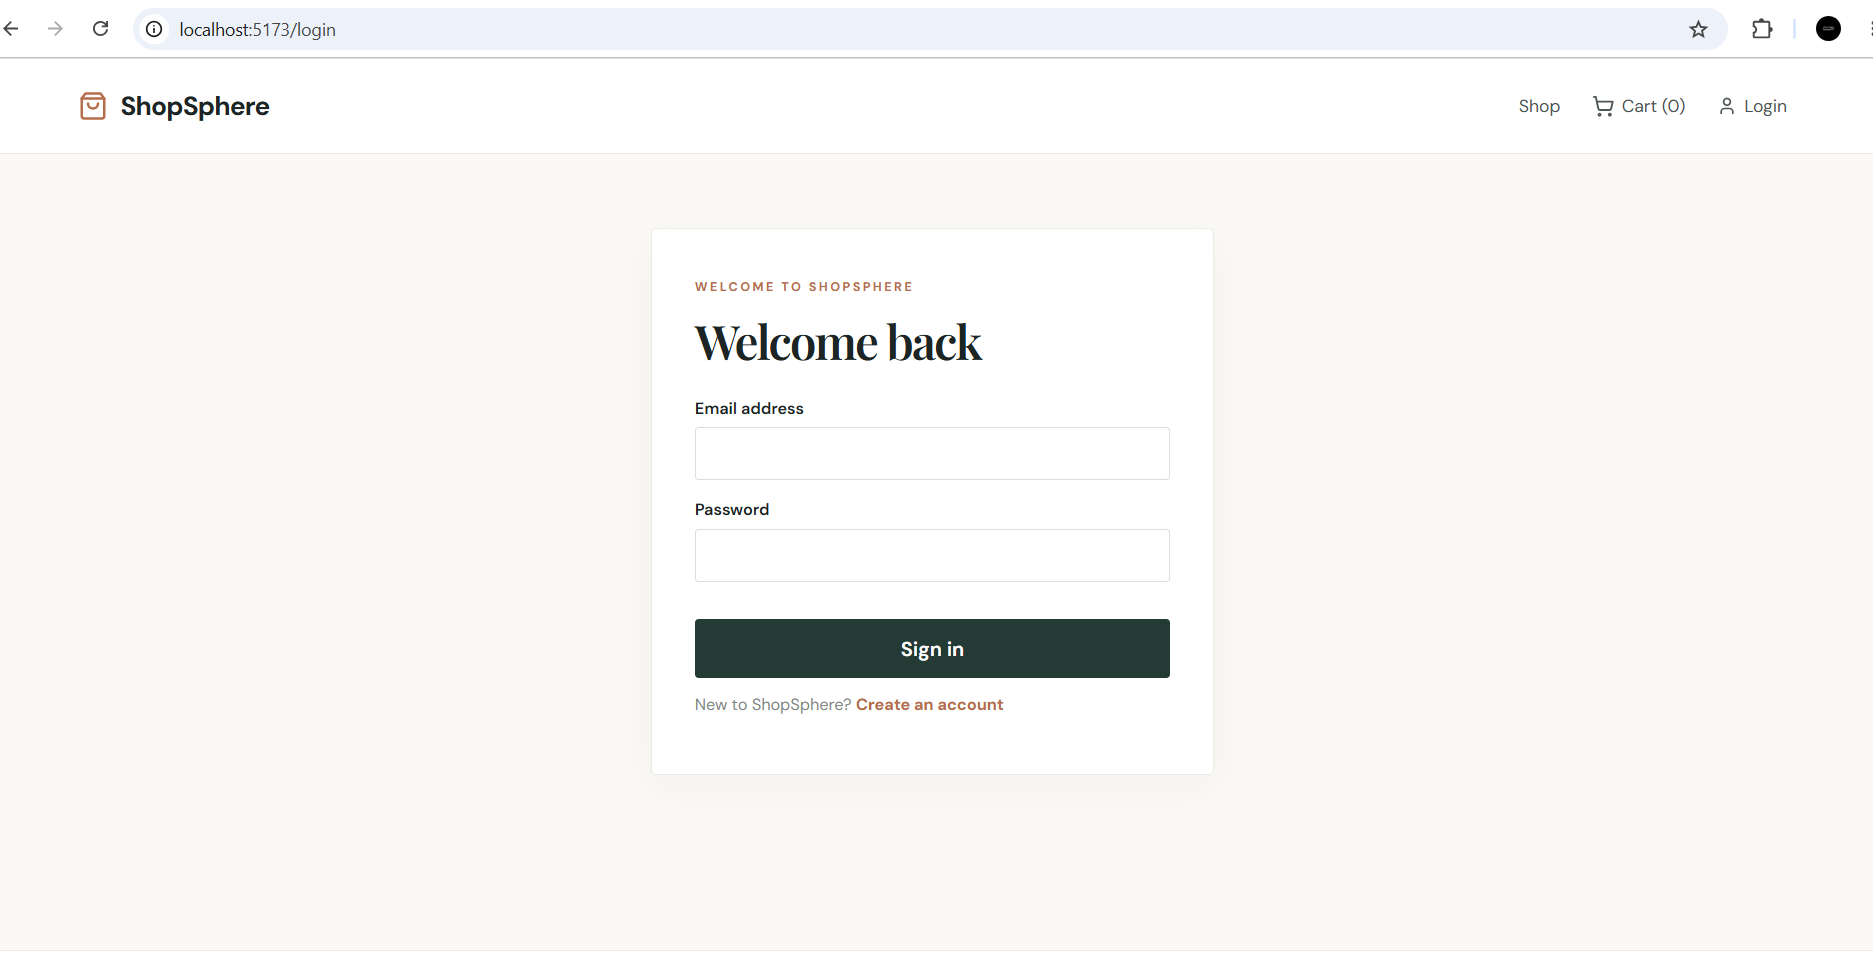 localhost:5173/login
ShopSphere
Shop
Cart (0)
Login
WELCOME TO SHOPSPHERE
Welcome back
Email address
Password
Sign in
New to ShopSphere? Create an account